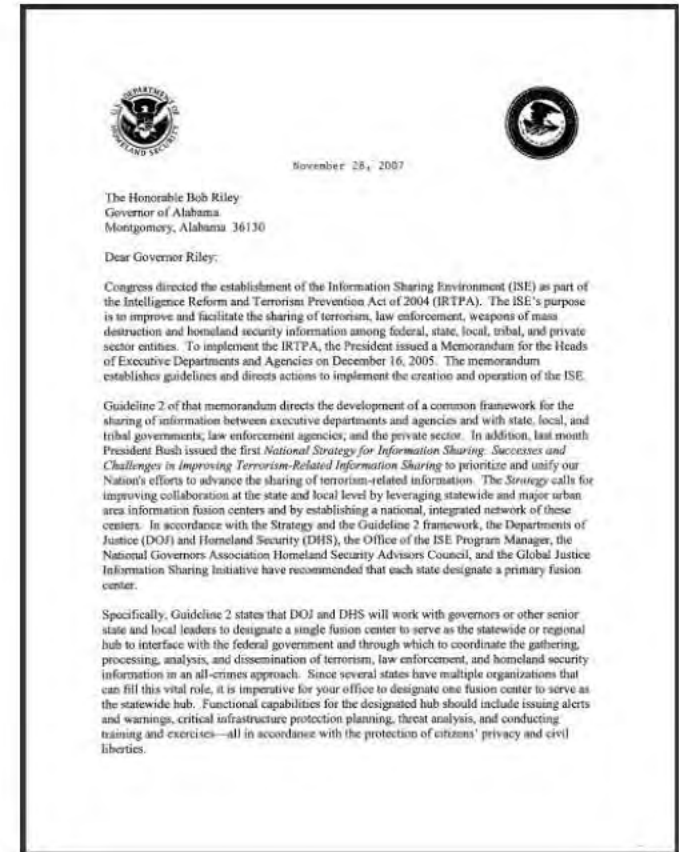 U.S. DEPARTMENT OF HOMELAND SECURITY
November 28, 2007
The Honorable Bob Riley
Governor of Alabama
Montgomery, Alabama 36130
Dear Governor Riley:
Congress directed the establishment of the Information Sharing Environment (ISE) as part of
the Intelligence Reform and Terrorism Prevention Act of 2004 (IRTPA). The ISE's purpose
is to improve and facilitate the sharing of terrorism, law enforcement, weapons of mass
destruction and homeland security information among federal, state, local, tribal, and private
sector entities. To implement the IRTPA, the President issued a Memorandum for the Heads
of Executive Departments and Agencies on December 16, 2005. The memorandum
establishes guidelines and directs actions to implement the creation and operation of the ISE.
Guideline 2 of that memorandum directs the development of a common framework for the
sharing of information between executive departments and agencies and with state, local, and
tribal governments, law enforcement agencies, and the private sector. In addition, last month
President Bush issued the first National Strategy for Information Sharing: Successes and
Challenges in Improving Terrorism-Related Information Sharing to prioritize and unify our
Nation's efforts to advance the sharing of terrorism-related information. The Strategy calls for
improving collaboration at the state and local level by leveraging statewide and major urban
area information fusion centers and by establishing a national, integrated network of these
centers. In accordance with the Strategy and the Guideline 2 framework, the Departments of
Justice (DOJ) and Homeland Security (DHS), the Office of the ISE Program Manager, the
National Governors Association Homeland Security Advisors Council, and the Global Justice
Information Sharing Initiative have recommended that each state designate a primary fusion
center.
Specifically, Guideline 2 states that DOJ and DHS will work with governors or other senior
state and local leaders to designate a single fusion center to serve as the statewide or regional
hub to interface with the federal government and through which to coordinate the gathering,
processing, analysis, and dissemination of terrorism, law enforcement, and homeland security
information in an all-crimes approach. Since several states have multiple organizations that
can fill this vital role, it is imperative for your office to designate one fusion center to serve as
the statewide hub. Functional capabilities for the designated hub should include issuing alerts
and warnings, critical infrastructure protection planning, threat analysis, and conducting
training and exercises—all in accordance with the protection of citizens' privacy and civil
liberties.